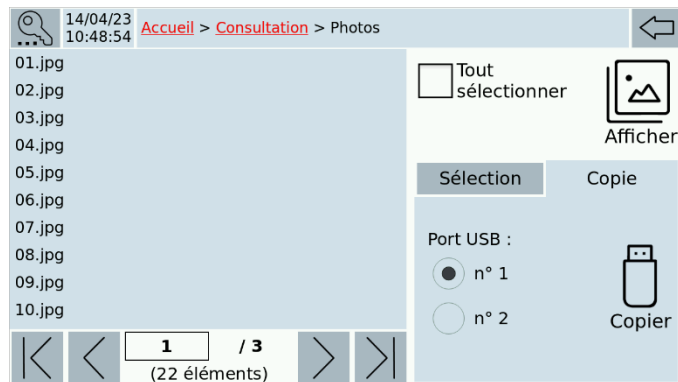 14/04/23
10:48:54
Accueil > Consultation > Photos
01.jpg
02.jpg
03.jpg
04.jpg
05.jpg
06.jpg
07.jpg
08.jpg
09.jpg
10.jpg
1 / 3
(22 éléments)
Tout
sélectionner
Afficher
Sélection Copie
Port USB :
n° 1
n° 2
Copier